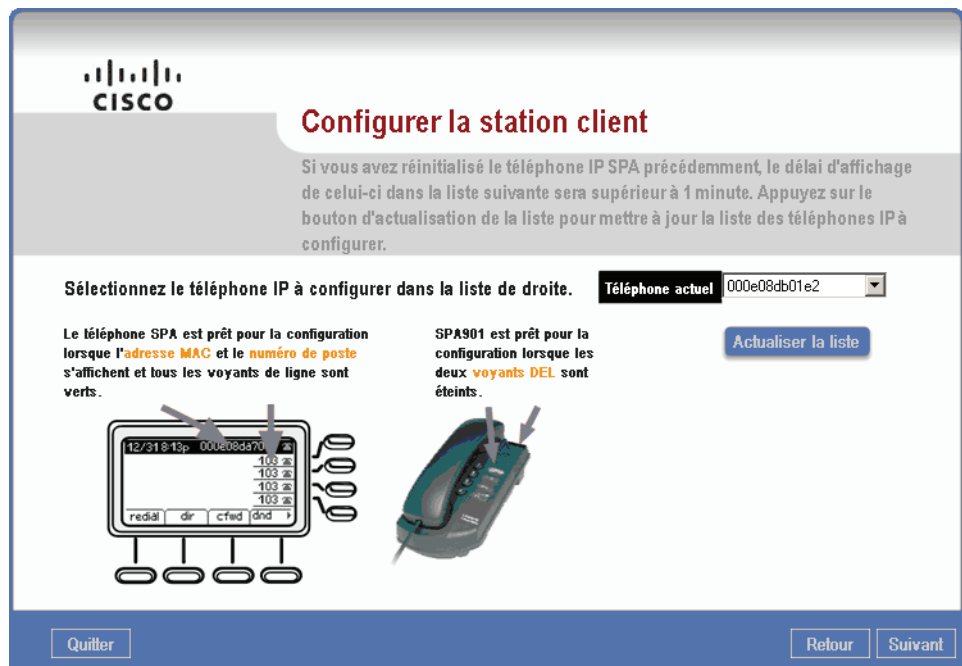 CISCO
Configurer la station client
Si vous avez réinitialisé le téléphone IP SPA précédemment, le délai d'affichage
de celui-ci dans la liste suivante sera supérieur à 1 minute. Appuyez sur le
bouton d'actualisation de la liste pour mettre à jour la liste des téléphones IP à
configurer.
Sélectionnez le téléphone IP à configurer dans la liste de droite.
Téléphone actuel
000e08db01e2
Le téléphone SPA est prêt pour la configuration
lorsque l'adresse MAC et le numéro de poste
s'affichent et tous les voyants de ligne sont
verts.
SPA901 est prêt pour la
configuration lorsque les
deux voyants DEL sont
éteints.
Actualiser la liste
12/31 8:13p
103
103
103
103
redial dir cfwd dnd
Quitter
Retour
Suivant